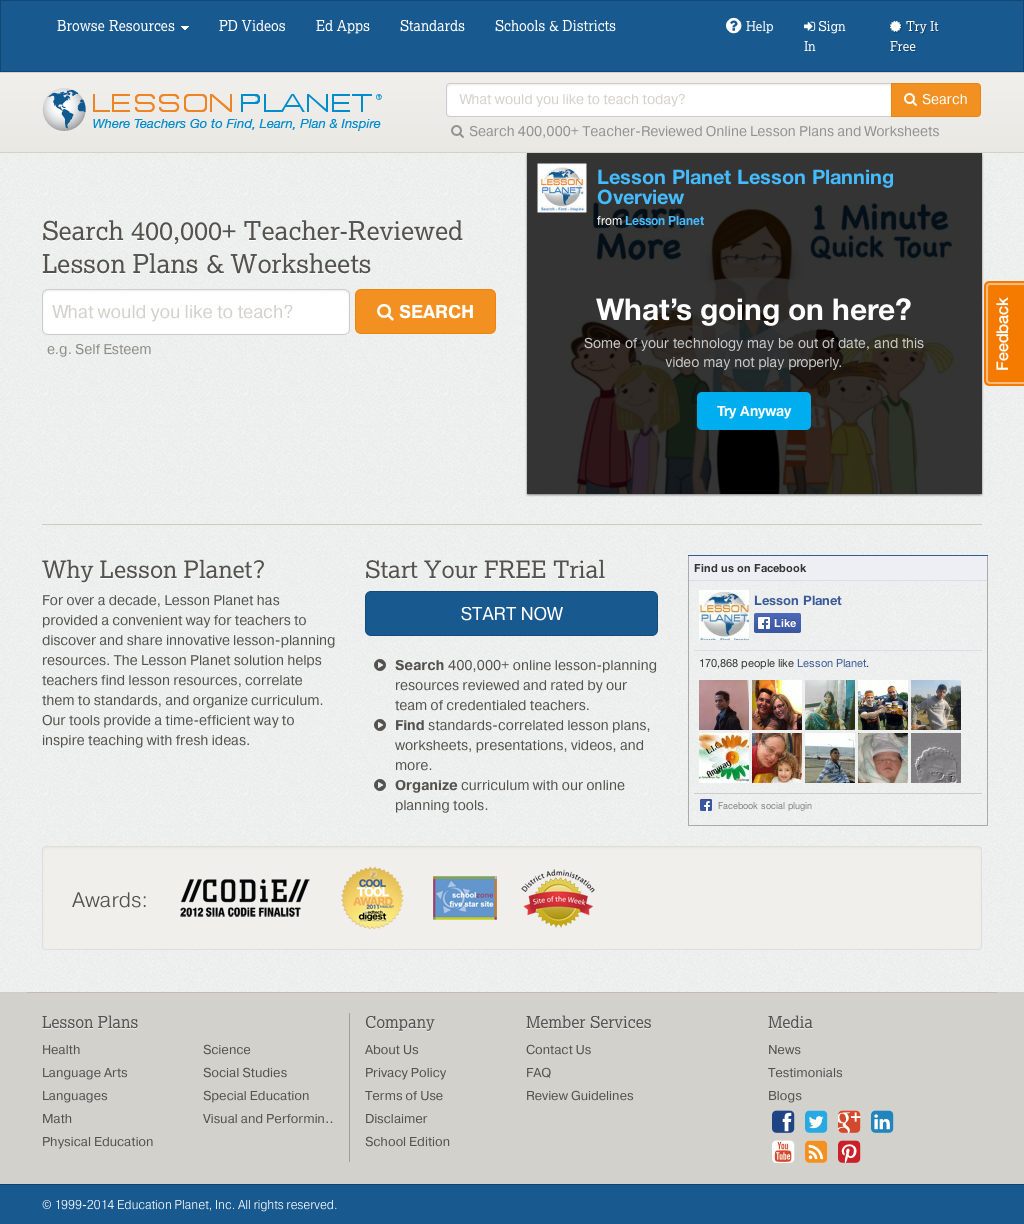 Browse Resources
PD Videos
Ed Apps
Standards
Schools & Districts
Help
Sign
In
Try It
Free
LESSON PLANET®
Where Teachers Go to Find, Learn, Plan & Inspire
What would you like to teach today?
Search
Search 400,000+ Teacher-Reviewed Online Lesson Plans and Worksheets
Search 400,000+ Teacher-Reviewed
Lesson Plans & Worksheets
What would you like to teach?
SEARCH
e.g. Self Esteem
LESSON
PLANET
Lesson Planet Lesson Planning
Overview
from Lesson Planet
Learn
More
1 Minute
Quick Tour
What's going on here?
Some of your technology may be out of date, and this
video may not play properly.
Try Anyway
Feedback
Why Lesson Planet?
For over a decade, Lesson Planet has
provided a convenient way for teachers to
discover and share innovative lesson-planning
resources. The Lesson Planet solution helps
teachers find lesson resources, correlate
them to standards, and organize curriculum.
Our tools provide a time-efficient way to
inspire teaching with fresh ideas.
Start Your FREE Trial
START NOW
Search 400,000+ online lesson-planning
resources reviewed and rated by our
team of credentialed teachers.
Find standards-correlated lesson plans,
worksheets, presentations, videos, and
more.
Organize curriculum with our online
planning tools.
Find us on Facebook
LESSON
PLANET
Lesson Planet
Like
170,868 people like Lesson Planet.
Facebook social plugin
Awards:
//CODiE//
2012 SIIA CODIE FINALIST
COOL
TOOL
AWARD
2011 FINALIST
edtech
digest
schoolzone
five star site
District Administration
Site of the Week
Lesson Plans
Health
Language Arts
Languages
Math
Physical Education
Science
Social Studies
Special Education
Visual and Performin..
Company
About Us
Privacy Policy
Terms of Use
Disclaimer
School Edition
Member Services
Contact Us
FAQ
Review Guidelines
Media
News
Testimonials
Blogs
You
Tube
© 1999-2014 Education Planet, Inc. All rights reserved.